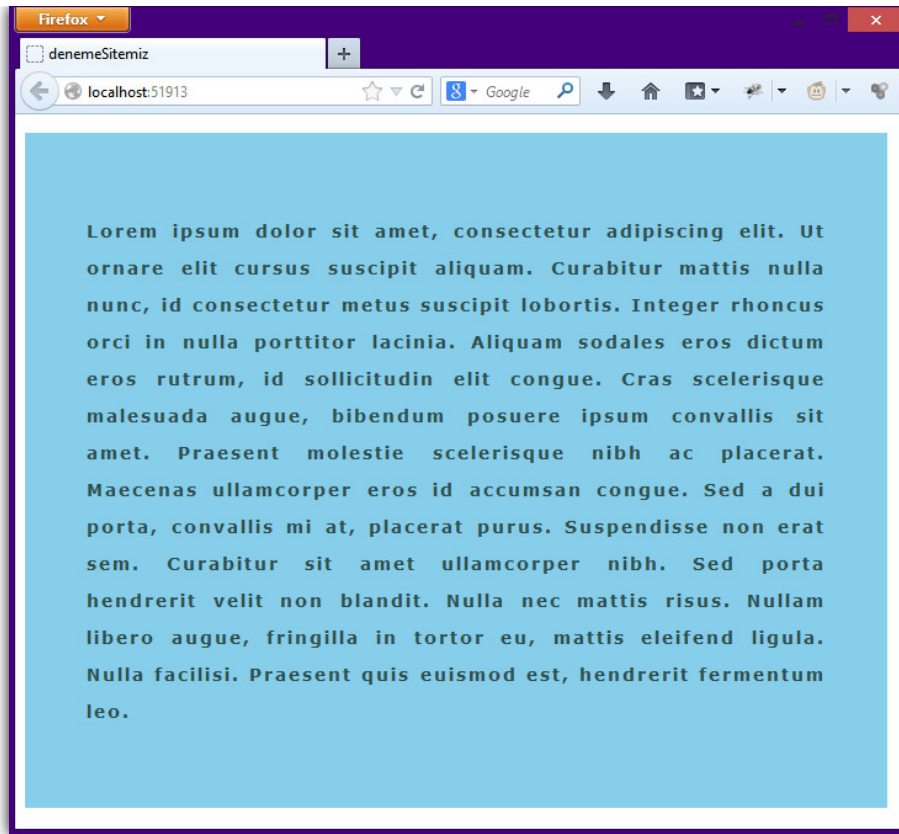 Firefox
denemeSitemiz
localhost:51913
8 Google
Lorem ipsum dolor sit amet, consectetur adipiscing elit. Ut
ornare elit cursus suscipit aliquam. Curabitur mattis nulla
nunc, id consectetur metus suscipit lobortis. Integer rhoncus
orci in nulla porttitor lacinia. Aliquam sodales eros dictum
eros rutrum, id sollicitudin elit congue. Cras scelerisque
malesuada augue, bibendum posuere ipsum convallis sit
amet. Praesent molestie scelerisque nibh ac placerat.
Maecenas ullamcorper eros id accumsan congue. Sed a dui
porta, convallis mi at, placerat purus. Suspendisse non erat
sem. Curabitur sit amet ullamcorper nibh. Sed porta
hendrerit velit non blandit. Nulla nec mattis risus. Nullam
libero augue, fringilla in tortor eu, mattis eleifend ligula.
Nulla facilisi. Praesent quis euismod est, hendrerit fermentum
leo.